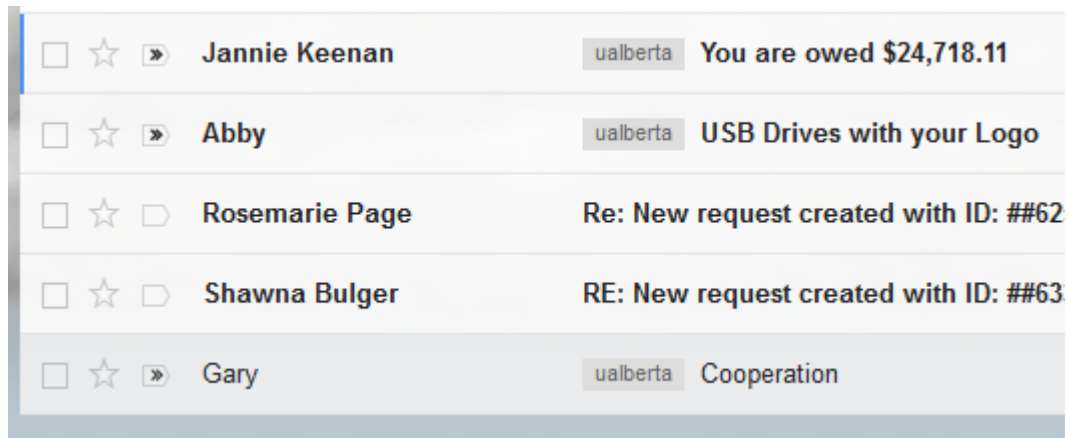 Jannie Keenan ualberta You are owed $24,718.11
Abby ualberta USB Drives with your Logo
Rosemarie Page Re: New request created with ID: ##62
Shawna Bulger RE: New request created with ID: ##63
Gary ualberta Cooperation